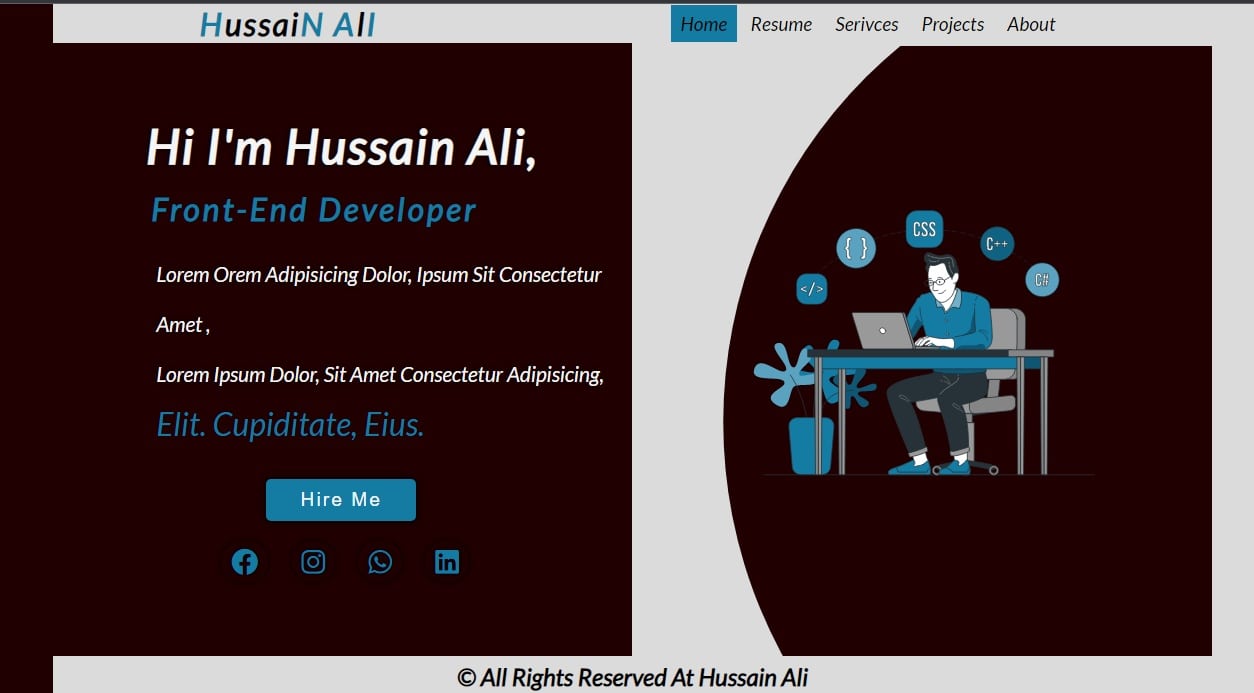 HussaiN All
Home Resume Serivces Projects About
Hi I'm Hussain Ali,
Front-End Developer
Lorem Orem Adipisicing Dolor, Ipsum Sit Consectetur
Amet ,
Lorem Ipsum Dolor, Sit Amet Consectetur Adipisicing,
Elit. Cupiditate, Eius.
Hire Me
</>
{ }
CSS
C++
C#
© All Rights Reserved At Hussain Ali